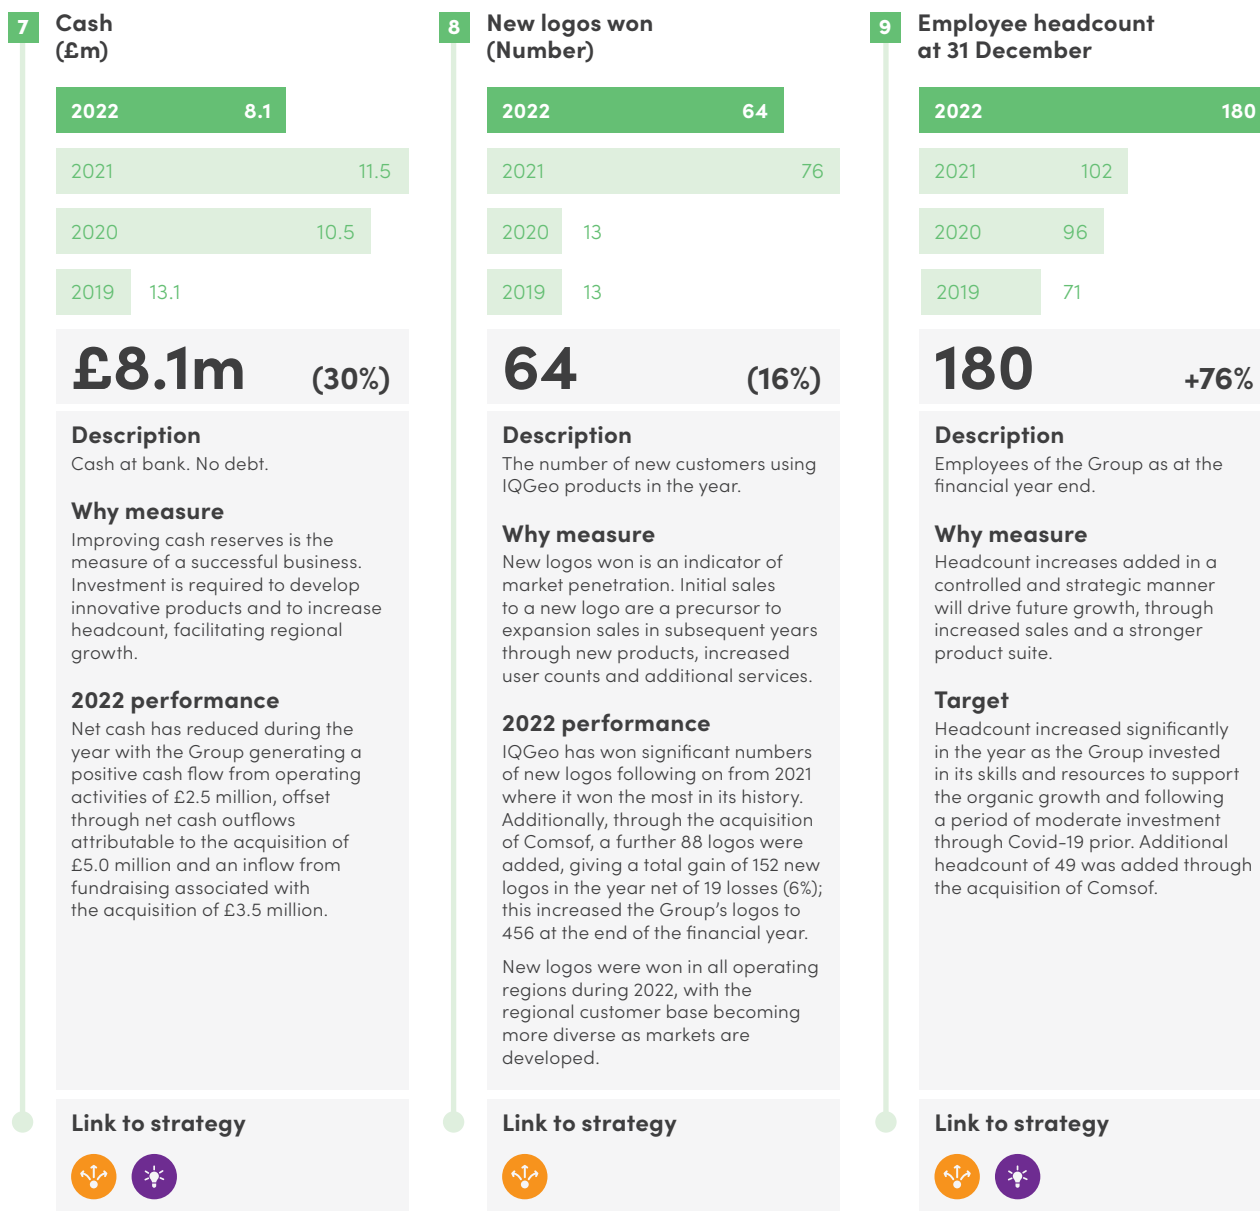 7
Cash
(£m)
2022 8.1
2021 11.5
2020 10.5
2019 13.1
£8.1m (30%)
Description
Cash at bank. No debt.
Why measure
Improving cash reserves is the
measure of a successful business.
Investment is required to develop
innovative products and to increase
headcount, facilitating regional
growth.
2022 performance
Net cash has reduced during the
year with the Group generating a
positive cash flow from operating
activities of £2.5 million, offset
through net cash outflows
attributable to the acquisition of
£5.0 million and an inflow from
fundraising associated with
the acquisition of £3.5 million.
Link to strategy
8
New logos won
(Number)
2022 64
2021 76
2020 13
2019 13
64 (16%)
Description
The number of new customers using
IQGeo products in the year.
Why measure
New logos won is an indicator of
market penetration. Initial sales
to a new logo are a precursor to
expansion sales in subsequent years
through new products, increased
user counts and additional services.
2022 performance
IQGeo has won significant numbers
of new logos following on from 2021
where it won the most in its history.
Additionally, through the acquisition
of Comsof, a further 88 logos were
added, giving a total gain of 152 new
logos in the year net of 19 losses (6%);
this increased the Group's logos to
456 at the end of the financial year.
New logos were won in all operating
regions during 2022, with the
regional customer base becoming
more diverse as markets are
developed.
Link to strategy
9
Employee headcount
at 31 December
2022 180
2021 102
2020 96
2019 71
180 +76%
Description
Employees of the Group as at the
financial year end.
Why measure
Headcount increases added in a
controlled and strategic manner
will drive future growth, through
increased sales and a stronger
product suite.
Target
Headcount increased significantly
in the year as the Group invested
in its skills and resources to support
the organic growth and following
a period of moderate investment
through Covid-19 prior. Additional
headcount of 49 was added through
the acquisition of Comsof.
Link to strategy